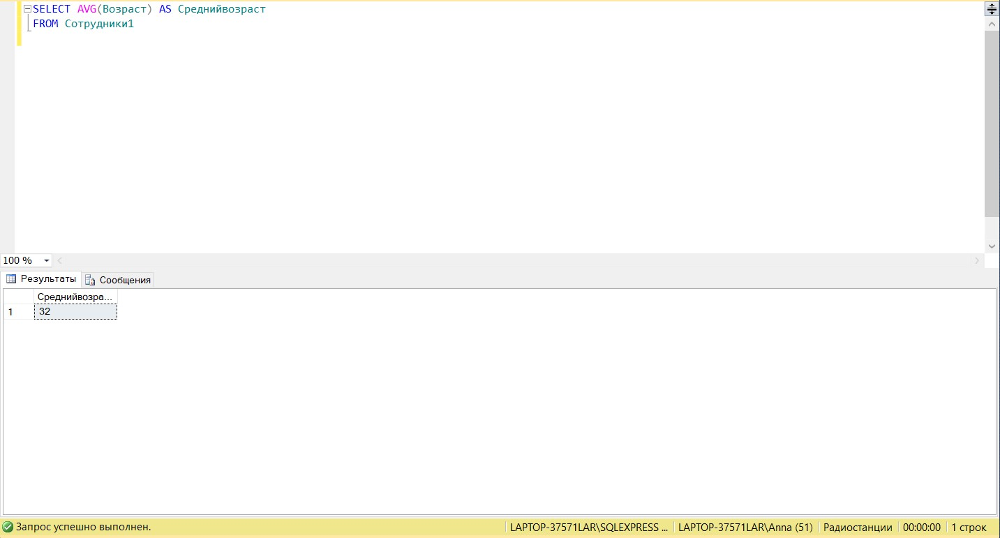 SELECT AVG(Возраст) AS Среднийвозраст
FROM Сотрудники1
100 %
Результаты Сообщения
Среднийвозра...
1 32
Запрос успешно выполнен. LAPTOP-37571LAR\SQLEXPRESS ... LAPTOP-37571LAR\Anna (51) Радиостанции 00:00:00 1 строк